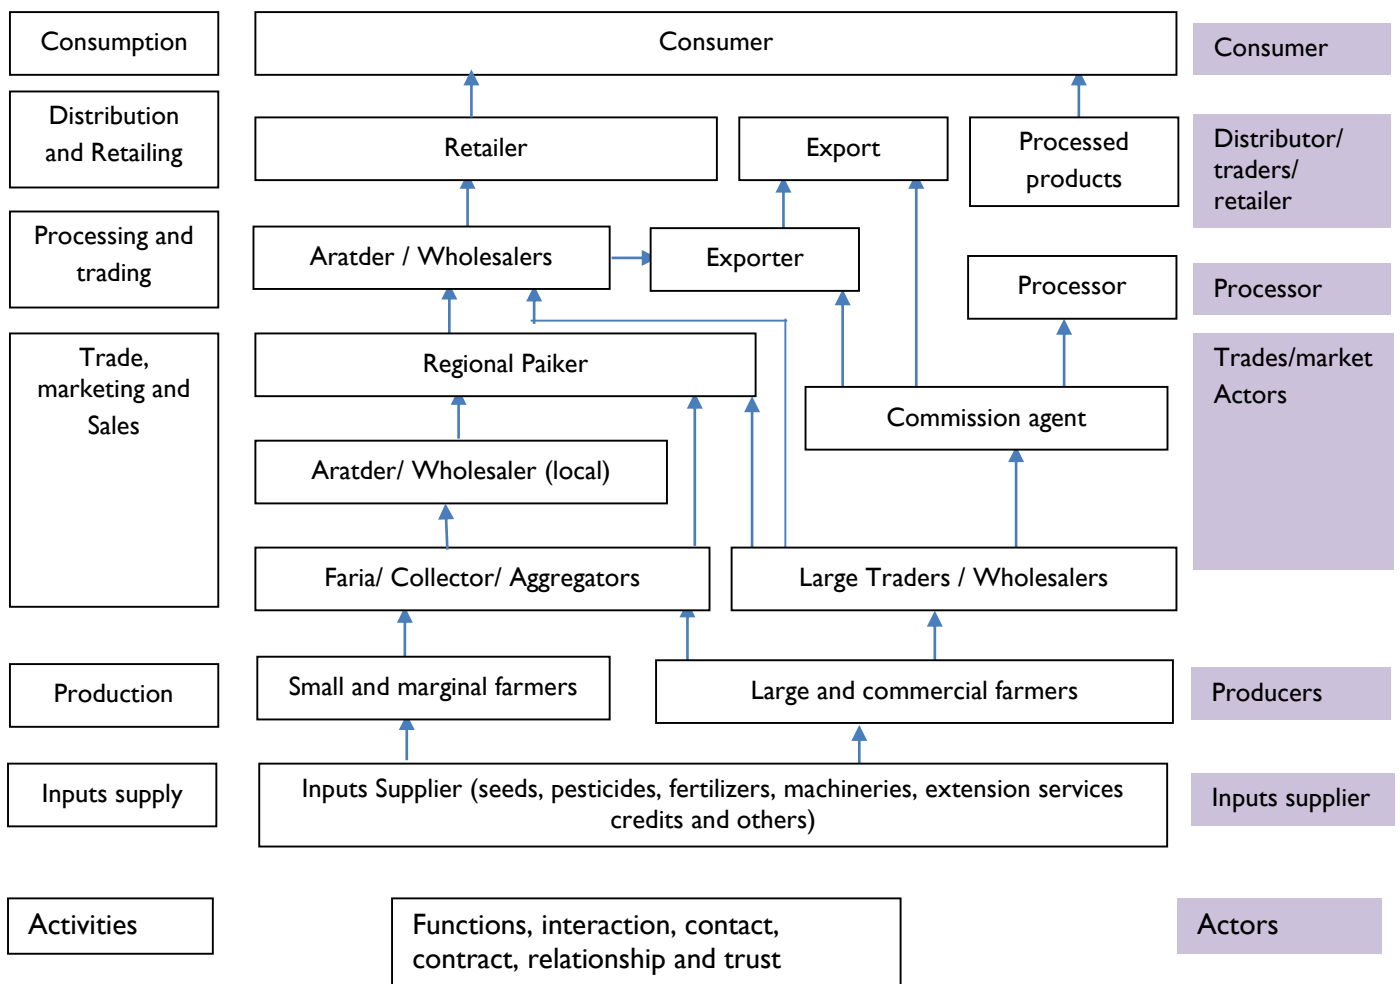 Consumption
Consumer
Consumer
Distribution
and Retailing
Retailer
Export
Processed
products
Distributor/
traders/
retailer
Processing and
trading
Aratder / Wholesalers
Exporter
Processor
Processor
Trade,
marketing and
Sales
Regional Paiker
Commission agent
Trades/market
Actors
Aratder/ Wholesaler (local)
Faria/ Collector/ Aggregators
Large Traders / Wholesalers
Production
Small and marginal farmers
Large and commercial farmers
Producers
Inputs supply
Inputs Supplier (seeds, pesticides, fertilizers, machineries, extension services
credits and others)
Inputs supplier
Activities
Functions, interaction, contact,
contract, relationship and trust
Actors